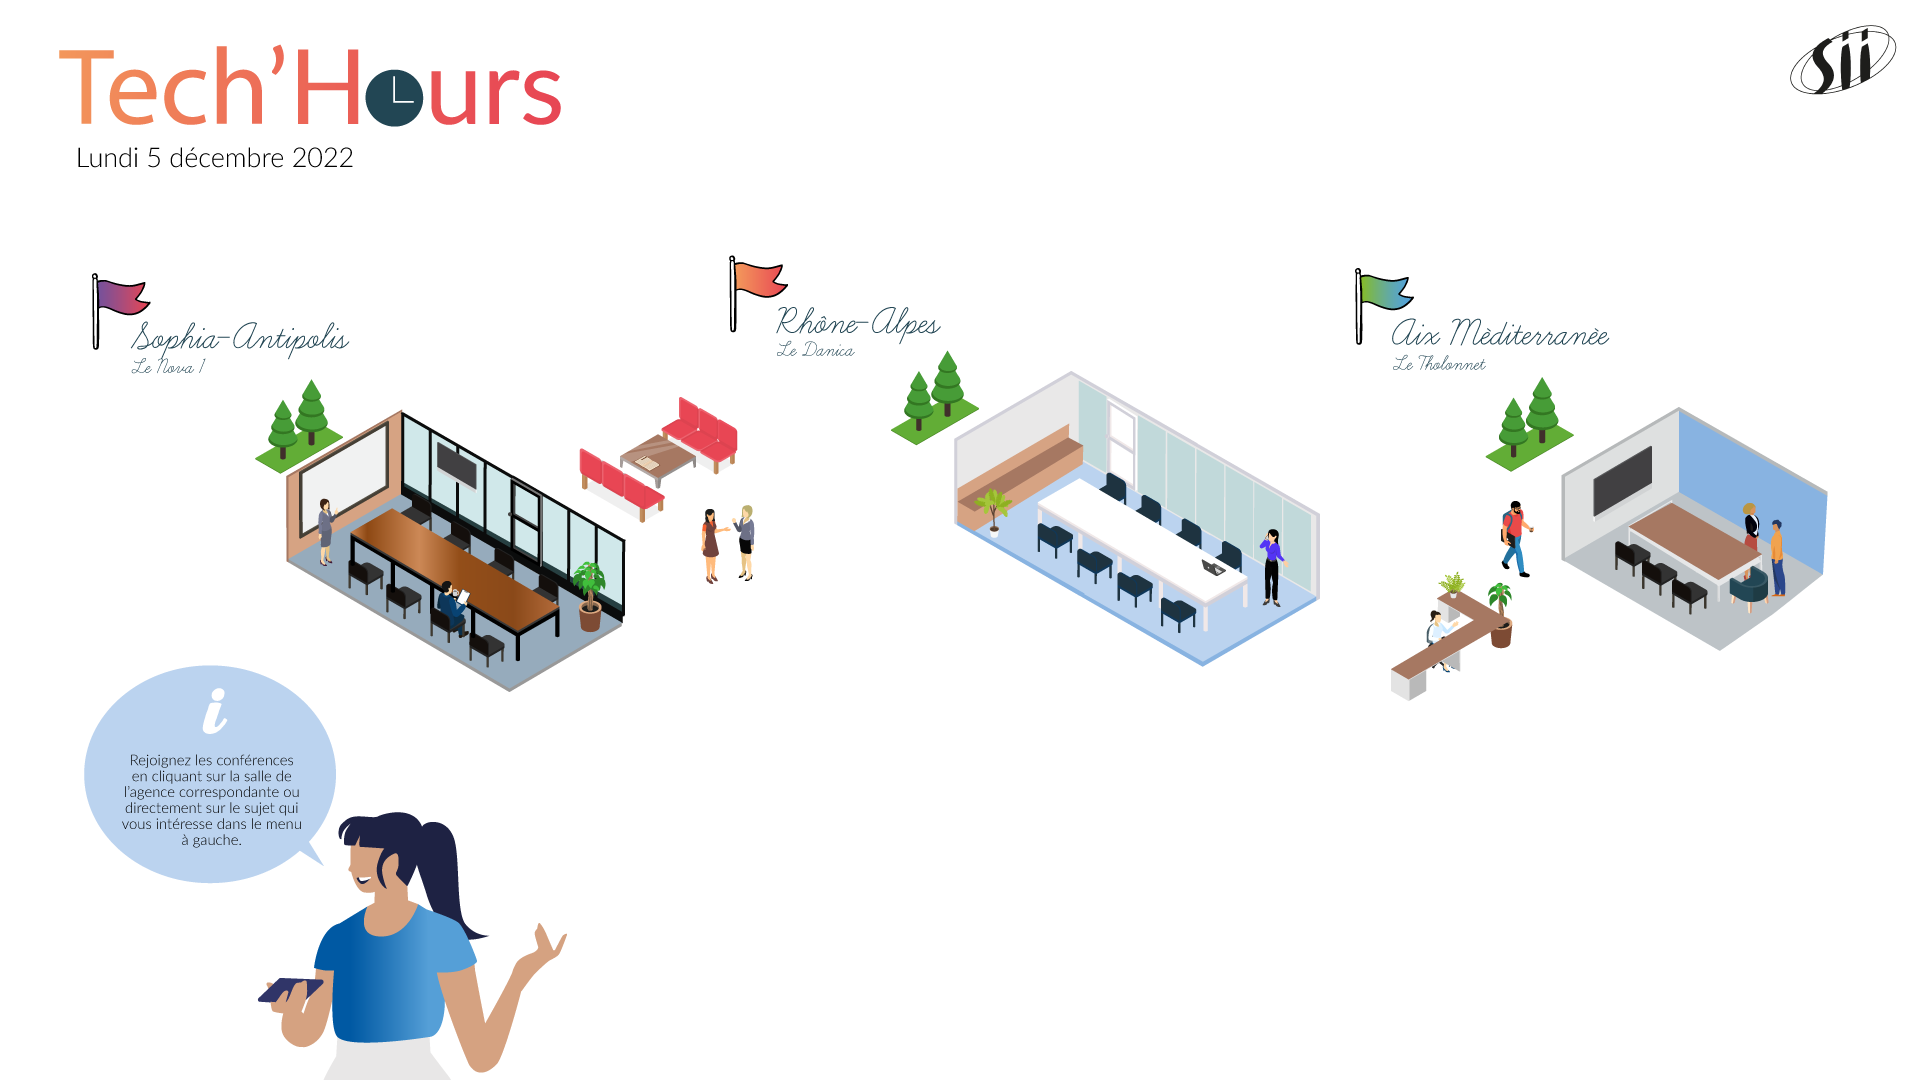 Tech'Hours
Lundi 5 décembre 2022
sii
Sophia-Antipolis
Le Nova 1
Rhône-Alpes
Le Danica
Aix Mèditerranèe
Le Tholonnet
i
Rejoignez les conférences
en cliquant sur la salle de
l'agence correspondante ou
directement sur le sujet qui
vous intéresse dans le menu
à gauche.